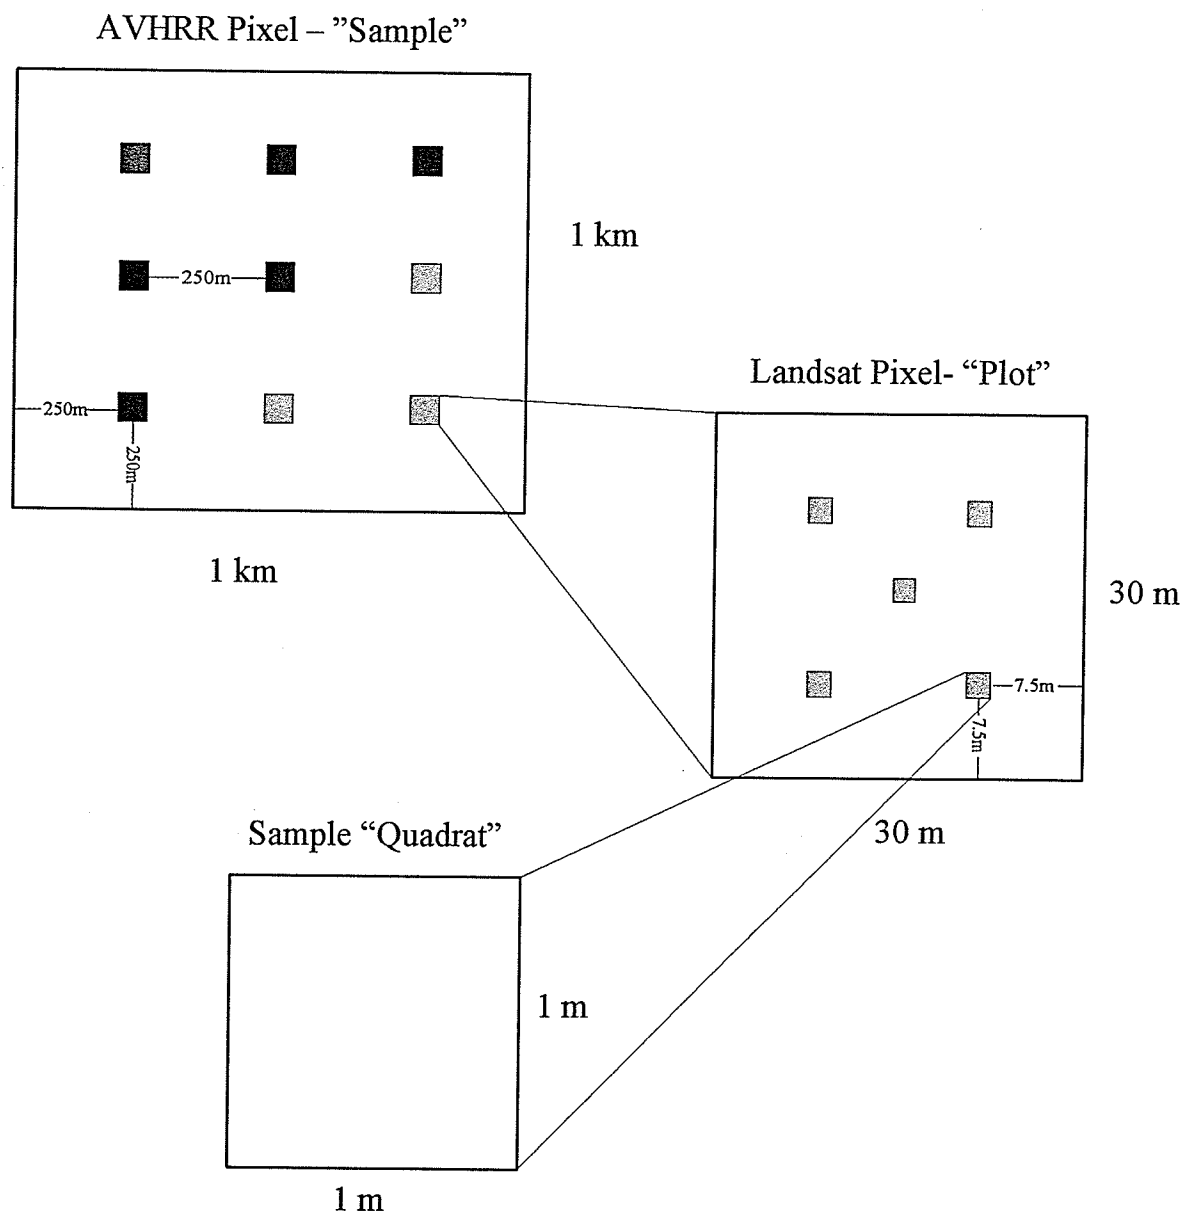 AVHRR Pixel – ”Sample”
1 km
250m
250m
250m
1 km
Landsat Pixel- “Plot”
30 m
7.5m
7.5m
30 m
Sample “Quadrat”
1 m
1 m